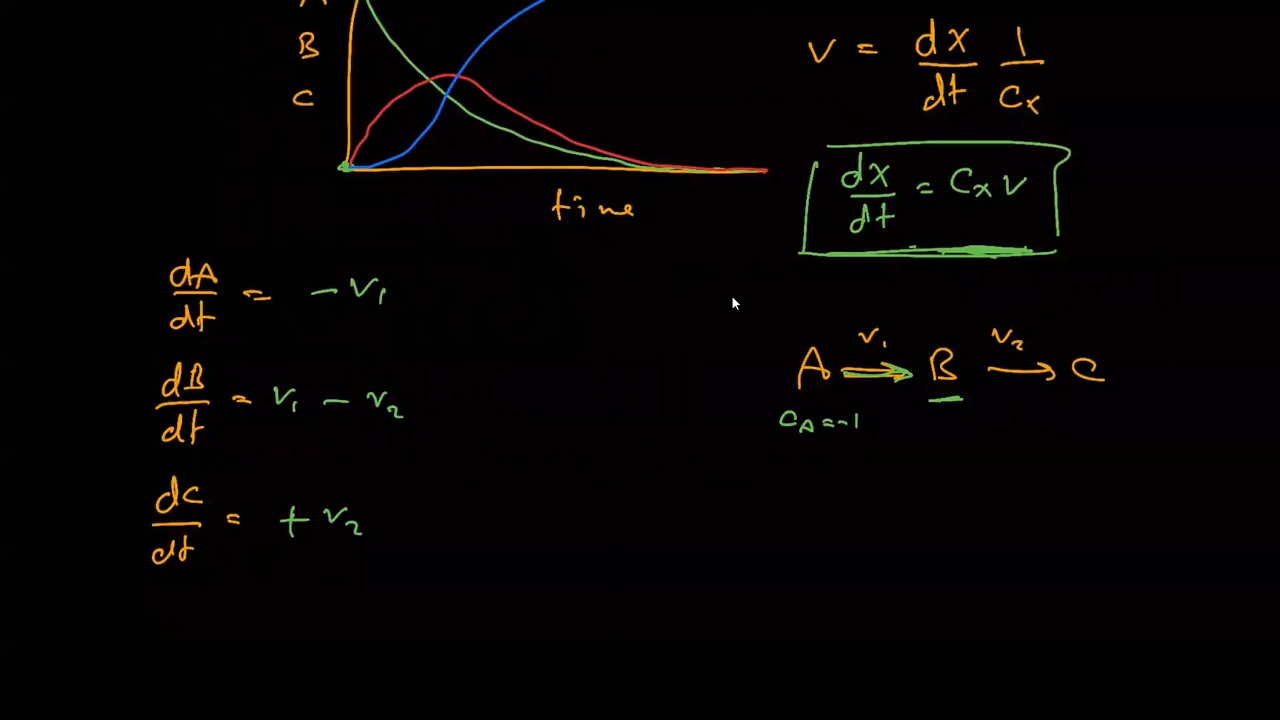 A
B
C
time
v = dx/dt 1/cx
dx/dt = Cx v
dA/dt = - v1
dB/dt = v1 - v2
dC/dt = + v2
A v1→ B v2→ C
CA = -1